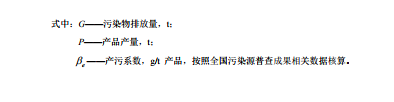 式中：G——污染物排放量，t；
P——产品产量，t；
βe——产污系数，g/t 产品，按照全国污染源普查成果相关数据核算。